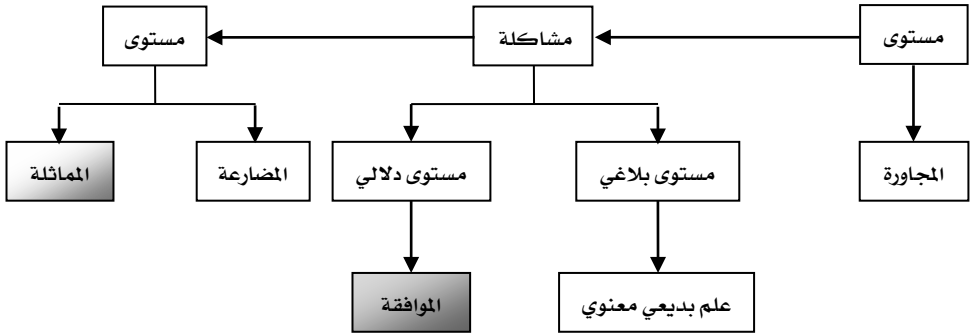 مستوى
مشاكلة
مستوى
المجاورة
مستوى بلاغي
مستوى دلالي
المضارعة
المماثلة
علم بديعي معنوي
الموافقة